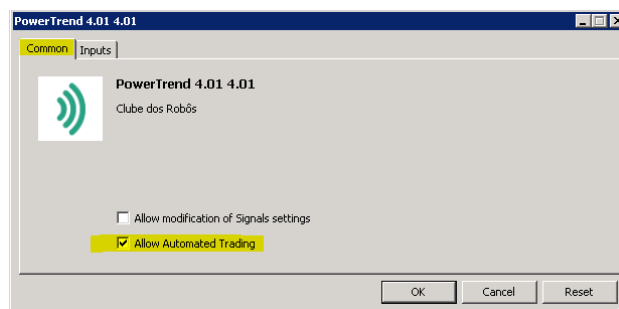 PowerTrend 4.01 4.01
Common Inputs
PowerTrend 4.01 4.01
Clube dos Robôs
Allow modification of Signals settings
Allow Automated Trading
OK Cancel Reset